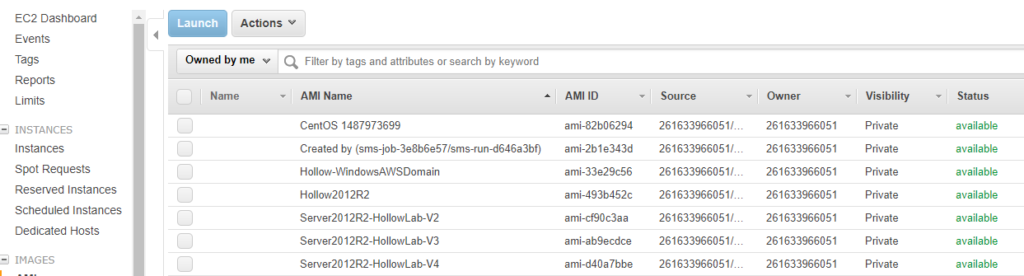 EC2 Dashboard
Events
Tags
Reports
Limits
INSTANCES
Instances
Spot Requests
Reserved Instances
Scheduled Instances
Dedicated Hosts
IMAGES
Launch Actions
Owned by me Filter by tags and attributes or search by keyword
Name AMI Name AMI ID Source Owner Visibility Status
CentOS 1487973699 ami-82b06294 261633966051/... 261633966051 Private available
Created by (sms-job-3e8b6e57/sms-run-d646a3bf) ami-2b1e343d 261633966051/... 261633966051 Private available
Hollow-WindowsAWSDomain ami-33e29c56 261633966051/... 261633966051 Private available
Hollow2012R2 ami-493b452c 261633966051/... 261633966051 Private available
Server2012R2-HollowLab-V2 ami-cf90c3aa 261633966051/... 261633966051 Private available
Server2012R2-HollowLab-V3 ami-ab9ecdce 261633966051/... 261633966051 Private available
Server2012R2-HollowLab-V4 ami-d40a7bbe 261633966051/... 261633966051 Private available